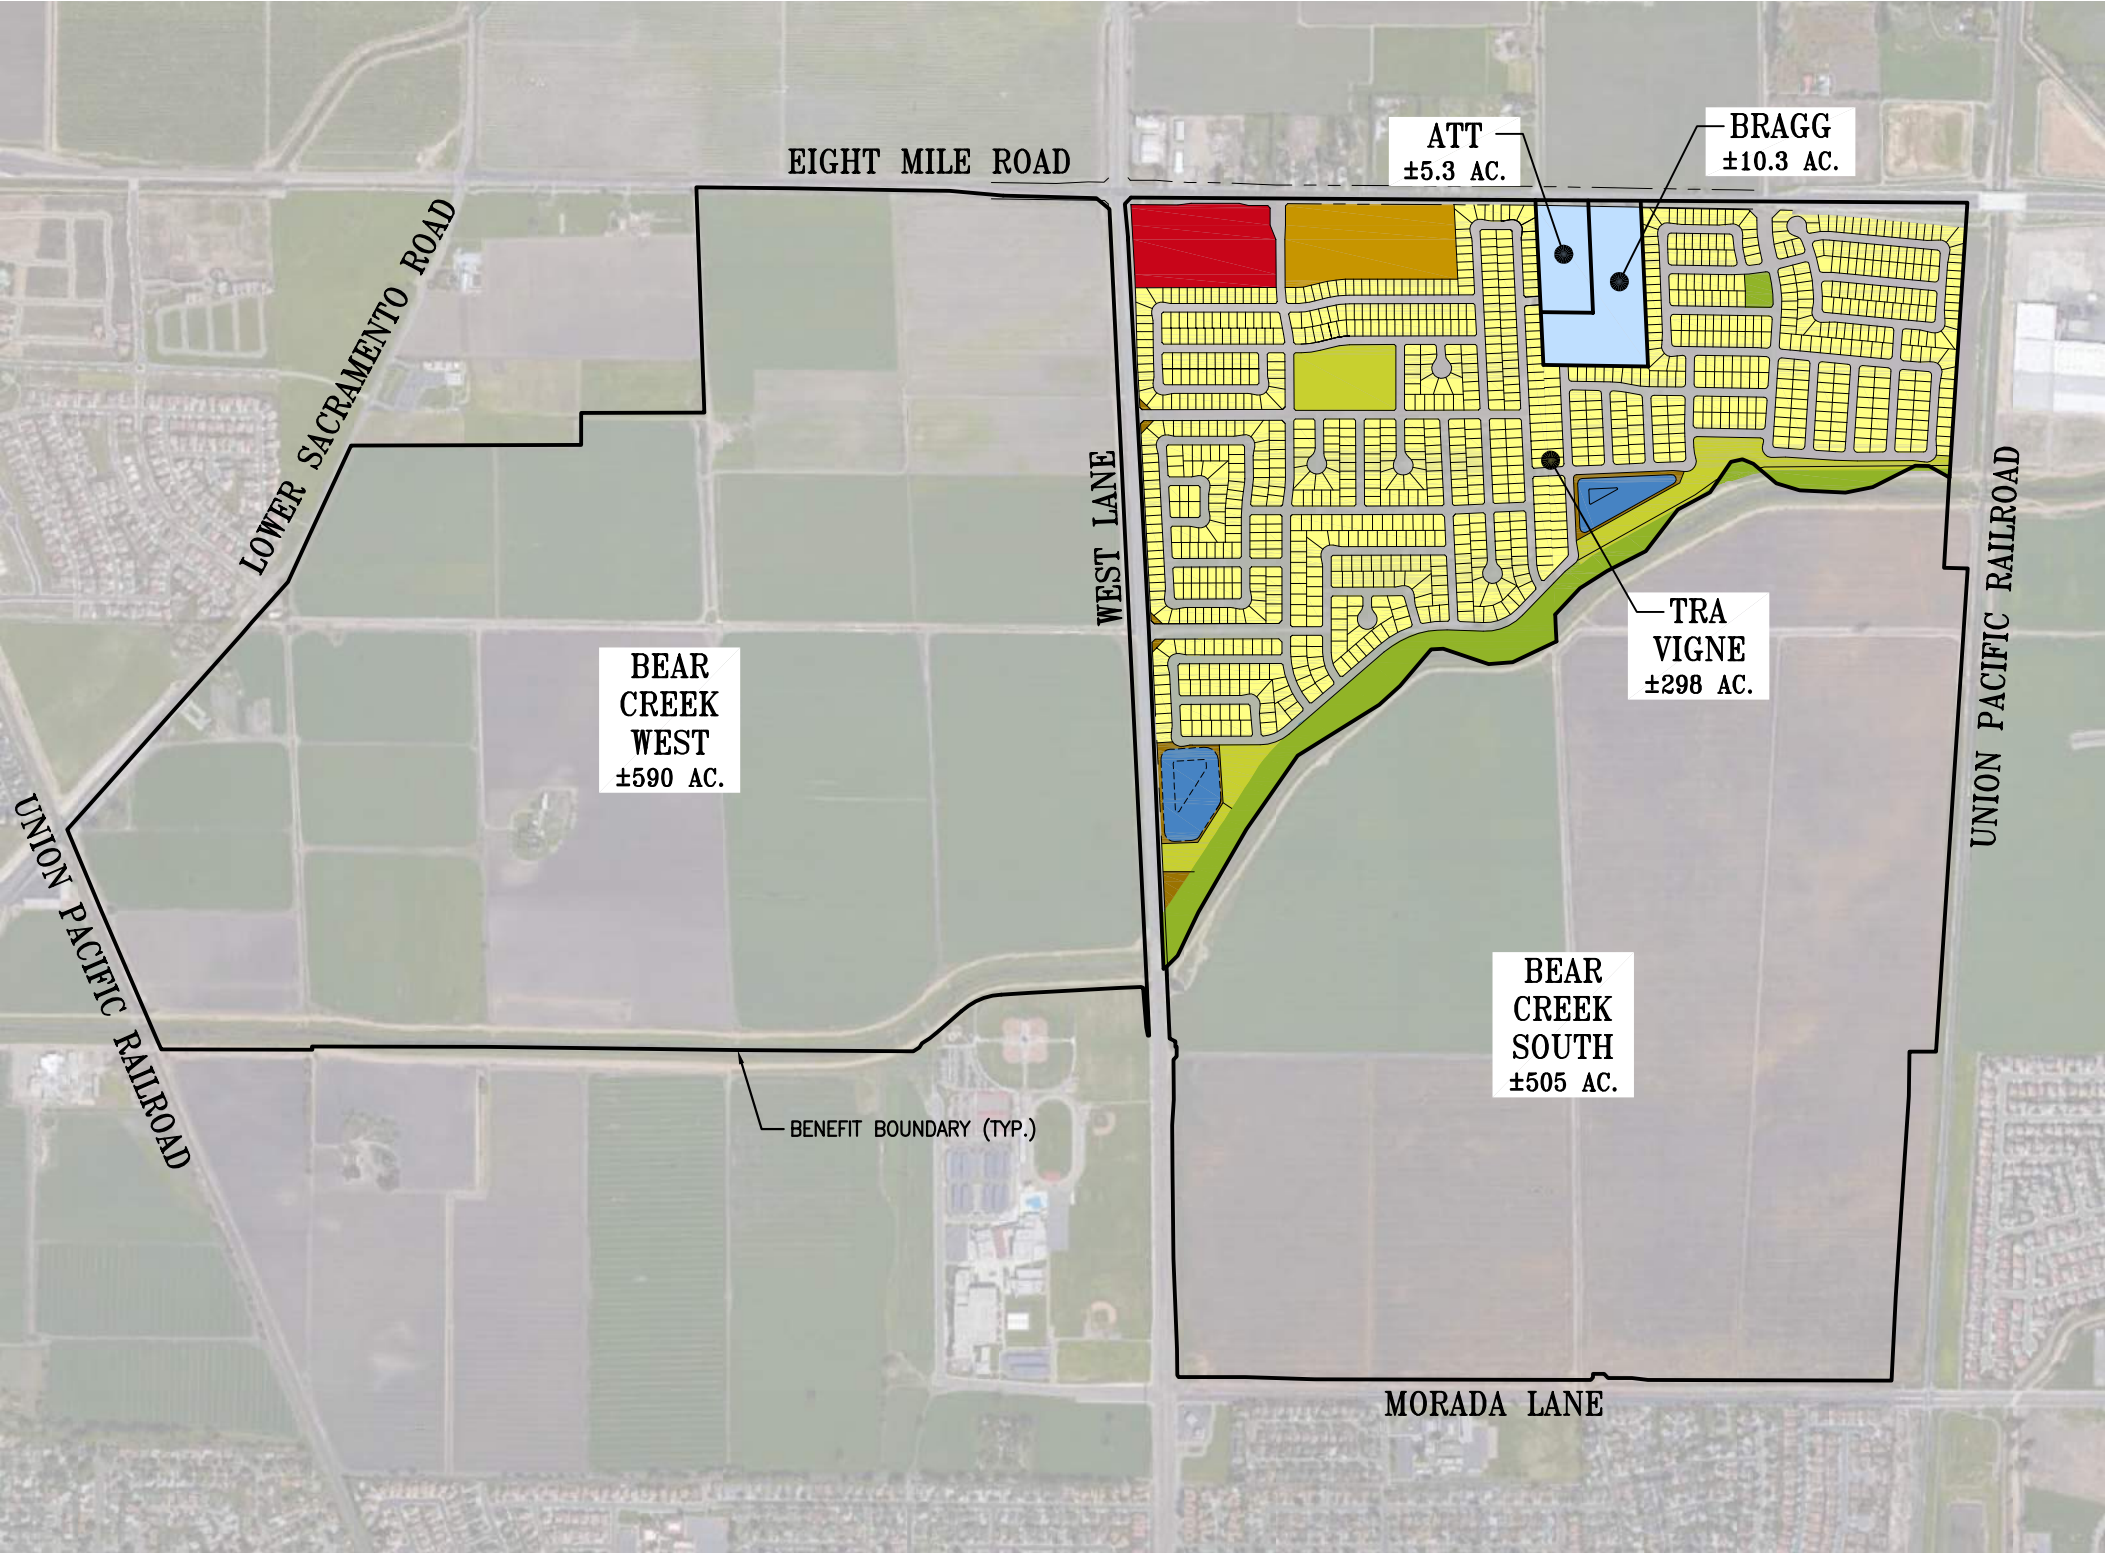 EIGHT MILE ROAD
ATT
±5.3 AC.
BRAGG
±10.3 AC.
LOWER SACRAMENTO ROAD
WEST LANE
UNION PACIFIC RAILROAD
TRA
VIGNE
±298 AC.
BEAR
CREEK
WEST
±590 AC.
UNION PACIFIC RAILROAD
BEAR
CREEK
SOUTH
±505 AC.
BENEFIT BOUNDARY (TYP.)
MORADA LANE